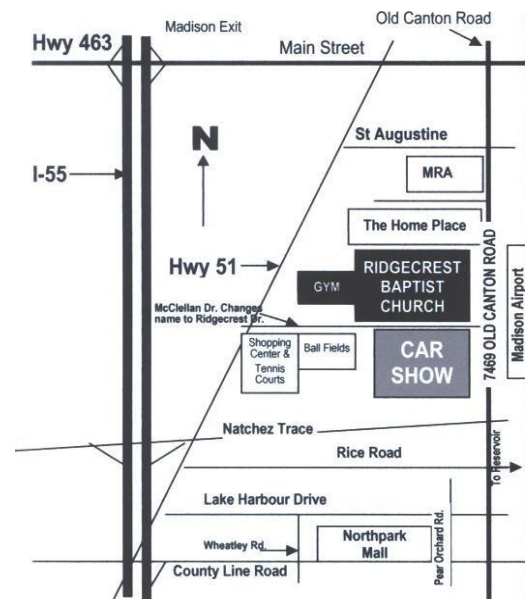 Old Canton Road
Madison Exit
Hwy 463
Main Street
St Augustine
N
MRA
I-55
The Home Place
Hwy 51
GYM
RIDGECREST
BAPTIST
CHURCH
7469 OLD CANTON ROAD
Madison Airport
McClellan Dr. Changes
name to Ridgecrest Dr.
Shopping
Center &
Tennis
Courts
Ball Fields
CAR
SHOW
Natchez Trace
Rice Road
To Reservoir
Lake Harbour Drive
Wheatley Rd.
Northpark
Mall
Pear Orchard Rd.
County Line Road